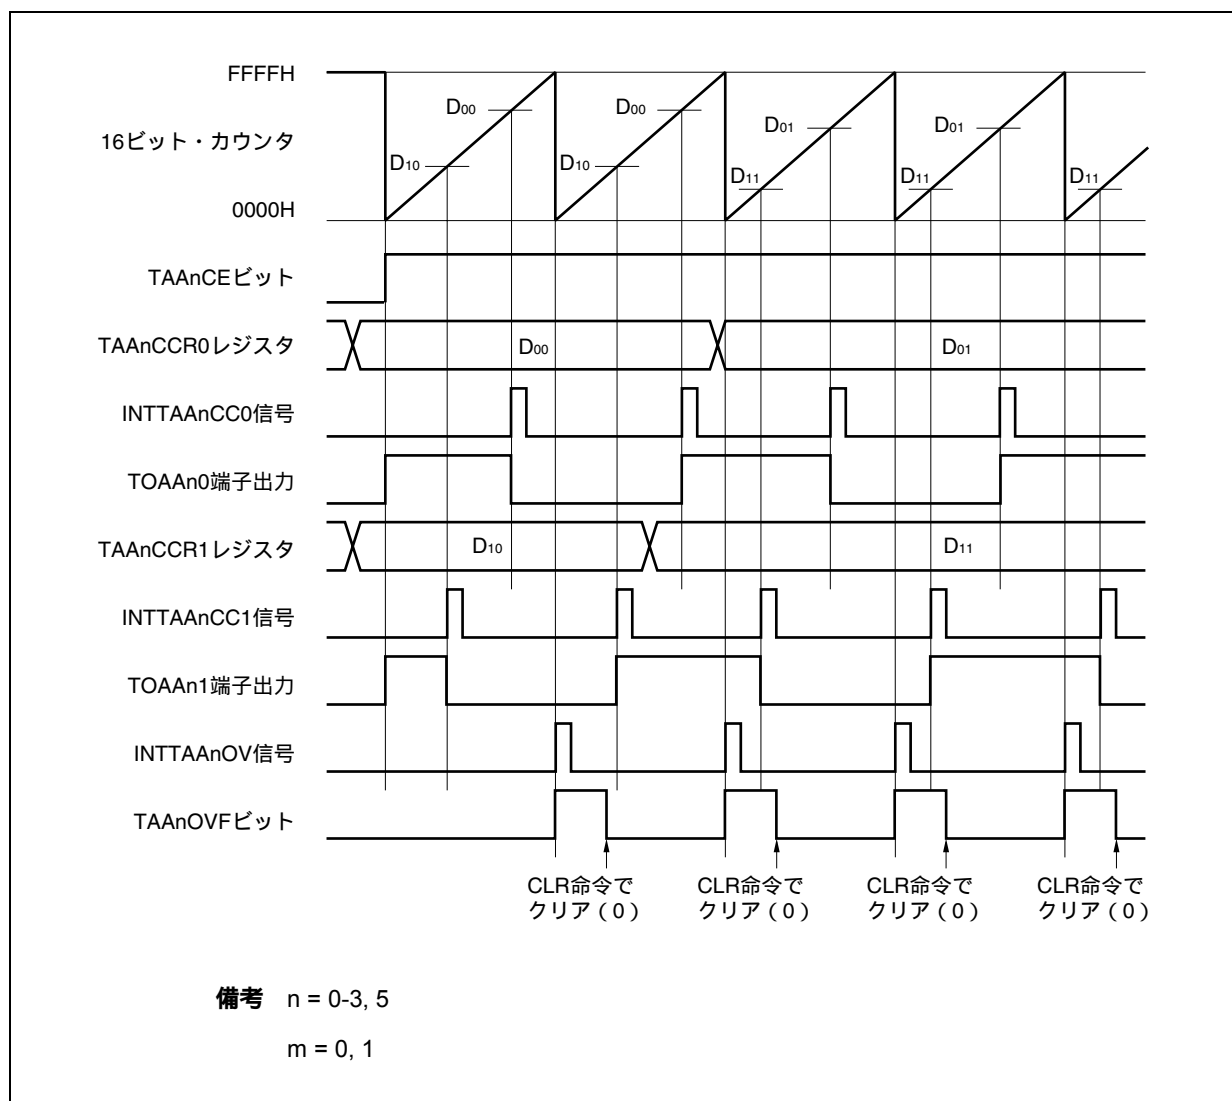 FFFFH
D00
D00
D01
D01
16ビット・カウンタ
D10
D10
D11
D11
D11
0000H
TAAnCEビット
TAAnCCR0レジスタ
D00
D01
INTTAAnCC0信号
TOAAn0端子出力
TAAnCCR1レジスタ
D10
D11
INTTAAnCC1信号
TOAAn1端子出力
INTTAAnOV信号
TAAnOVFビット
CLR命令で
クリア（0）
CLR命令で
クリア（0）
CLR命令で
クリア（0）
CLR命令で
クリア（0）
備考 n = 0-3, 5
m = 0, 1